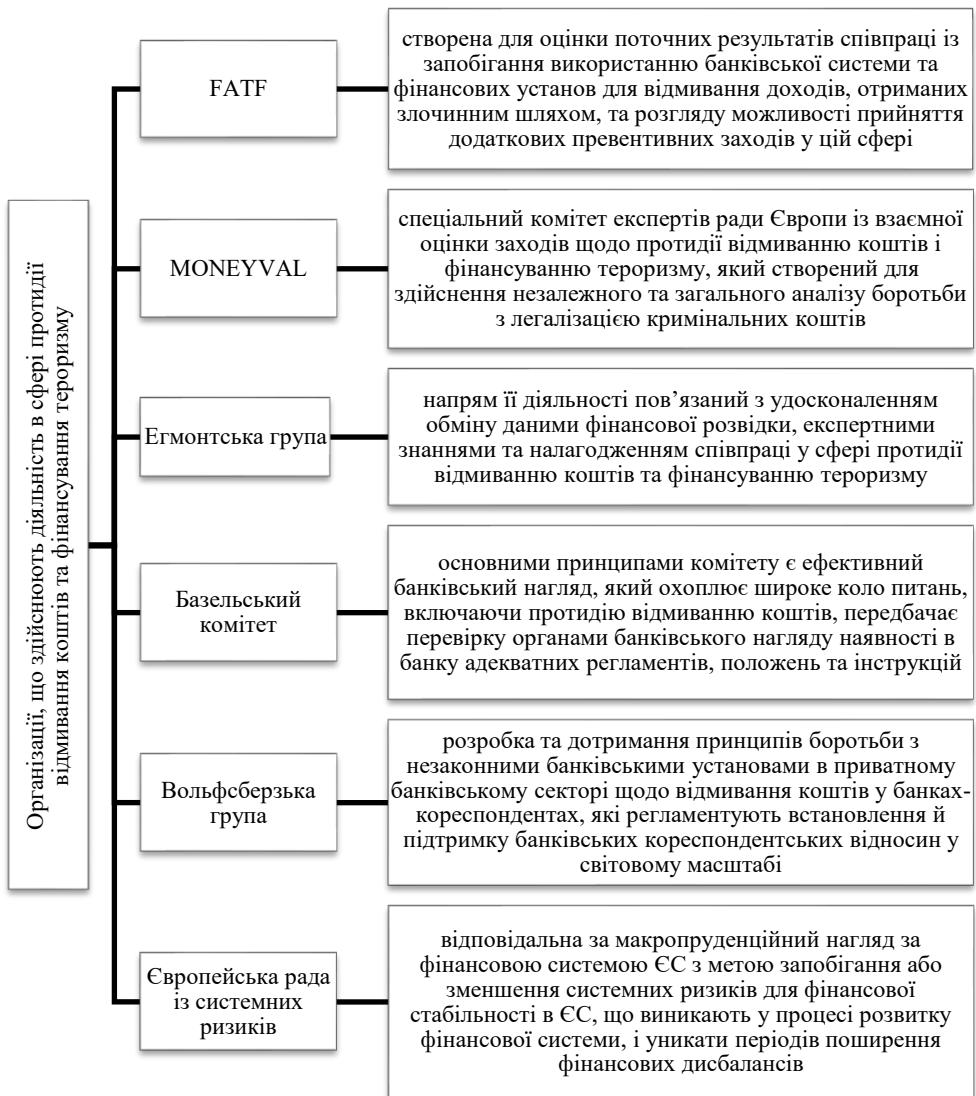 Організації, що здійснюють діяльність в сфері протидії
відмивання коштів та фінансування тероризму
FATF
створена для оцінки поточних результатів співпраці із
запобігання використанню банківської системи та
фінансових установ для відмивання доходів, отриманих
злочинним шляхом, та розгляду можливості прийняття
додаткових превентивних заходів у цій сфері
MONEYVAL
спеціальний комітет експертів ради Європи із взаємної
оцінки заходів щодо протидії відмиванню коштів і
фінансуванню тероризму, який створений для
здійснення незалежного та загального аналізу боротьби
з легалізацією кримінальних коштів
Егмонтська група
напрям її діяльності пов’язаний з удосконаленням
обміну даними фінансової розвідки, експертними
знаннями та налагодженням співпраці у сфері протидії
відмиванню коштів та фінансуванню тероризму
Базельський
комітет
основними принципами комітету є ефективний
банківський нагляд, який охоплює широке коло питань,
включаючи протидію відмиванню коштів, передбачає
перевірку органами банківського нагляду наявності в
банку адекватних регламентів, положень та інструкцій
Вольфсберзька
група
розробка та дотримання принципів боротьби з
незаконними банківськими установами в приватному
банківському секторі щодо відмивання коштів у банках-
кореспондентах, які регламентують встановлення й
підтримку банківських кореспондентських відносин у
світовому масштабі
Європейська рада
із системних
ризиків
відповідальна за макропруденційний нагляд за
фінансовою системою ЄС з метою запобігання або
зменшення системних ризиків для фінансової
стабільності в ЄС, що виникають у процесі розвитку
фінансової системи, і уникати періодів поширення
фінансових дисбалансів